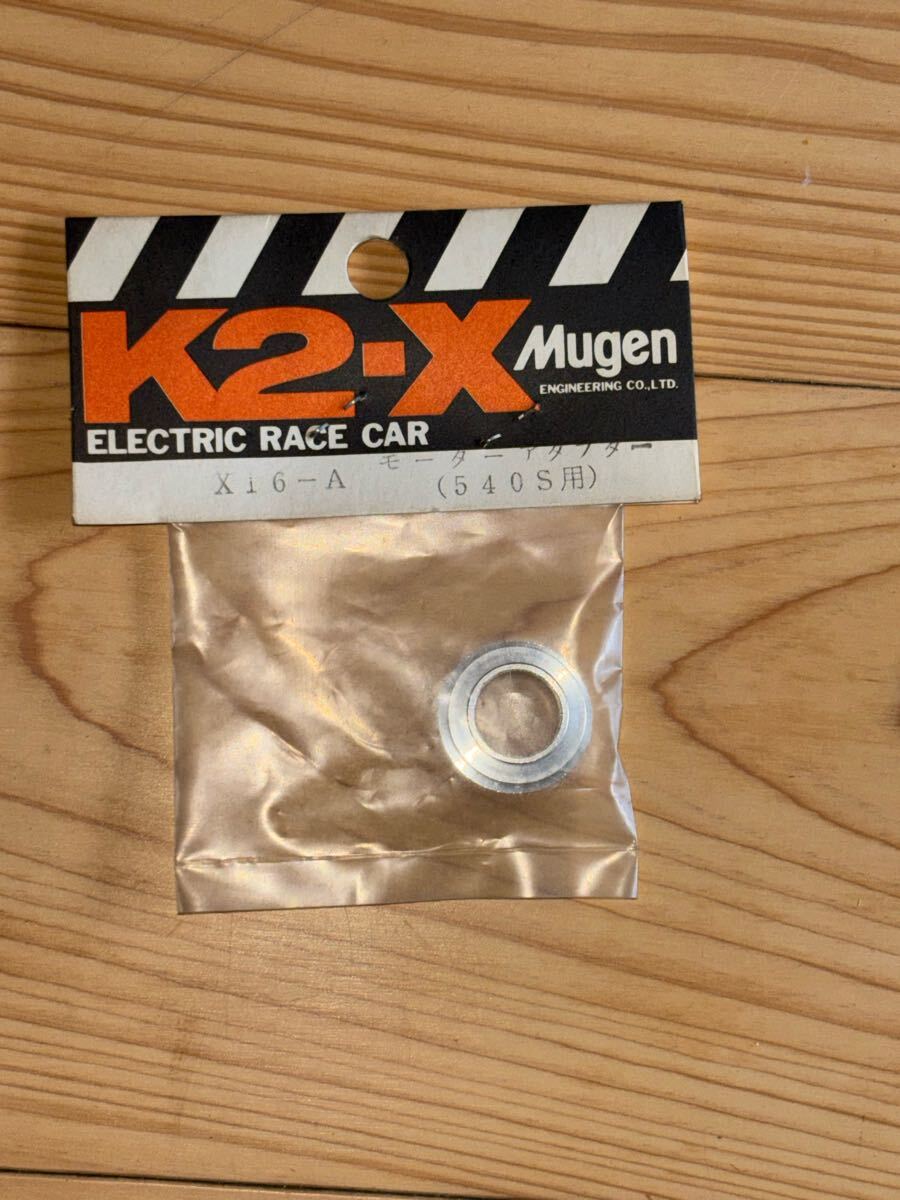 K2-X
Mugen
ENGINEERING CO.,LTD.
ELECTRIC RACE CAR
モーターアダプター
X16-A (540S用)